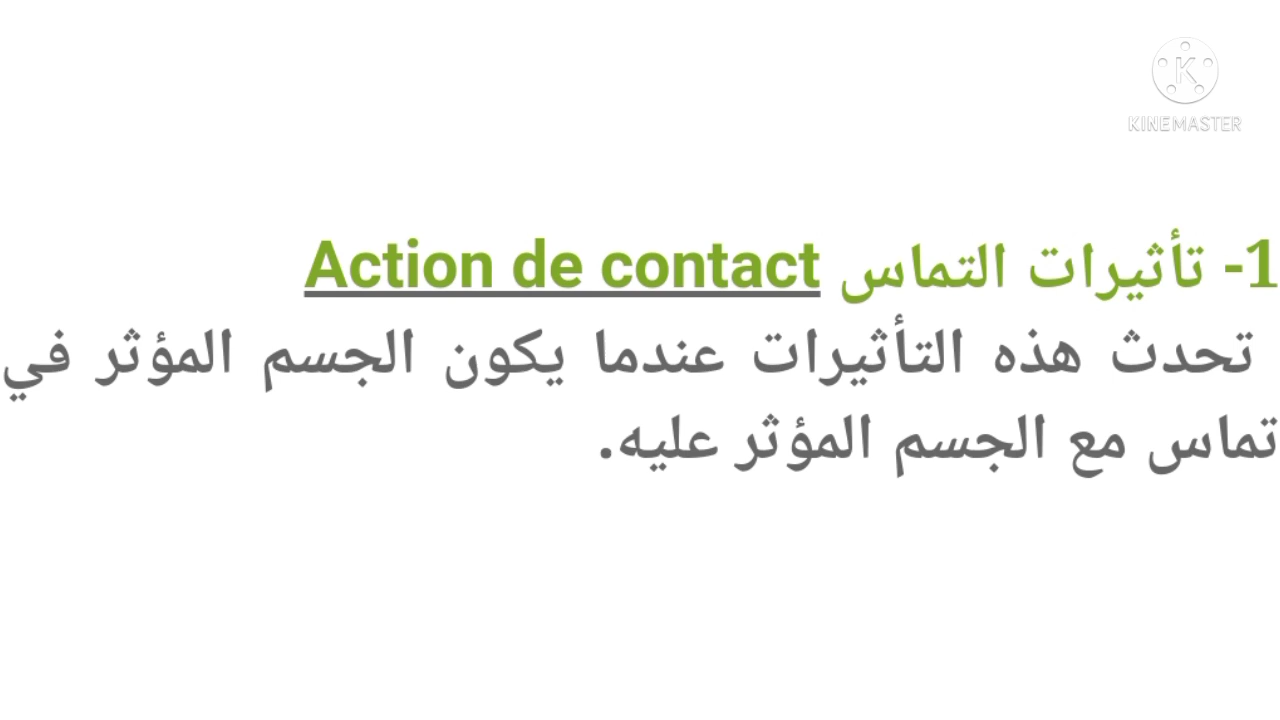 KINEMASTER
1- تأثيرات التماس Action de contact
تحدث هذه التأثيرات عندما يكون الجسم المؤثر في
تماس مع الجسم المؤثر عليه.